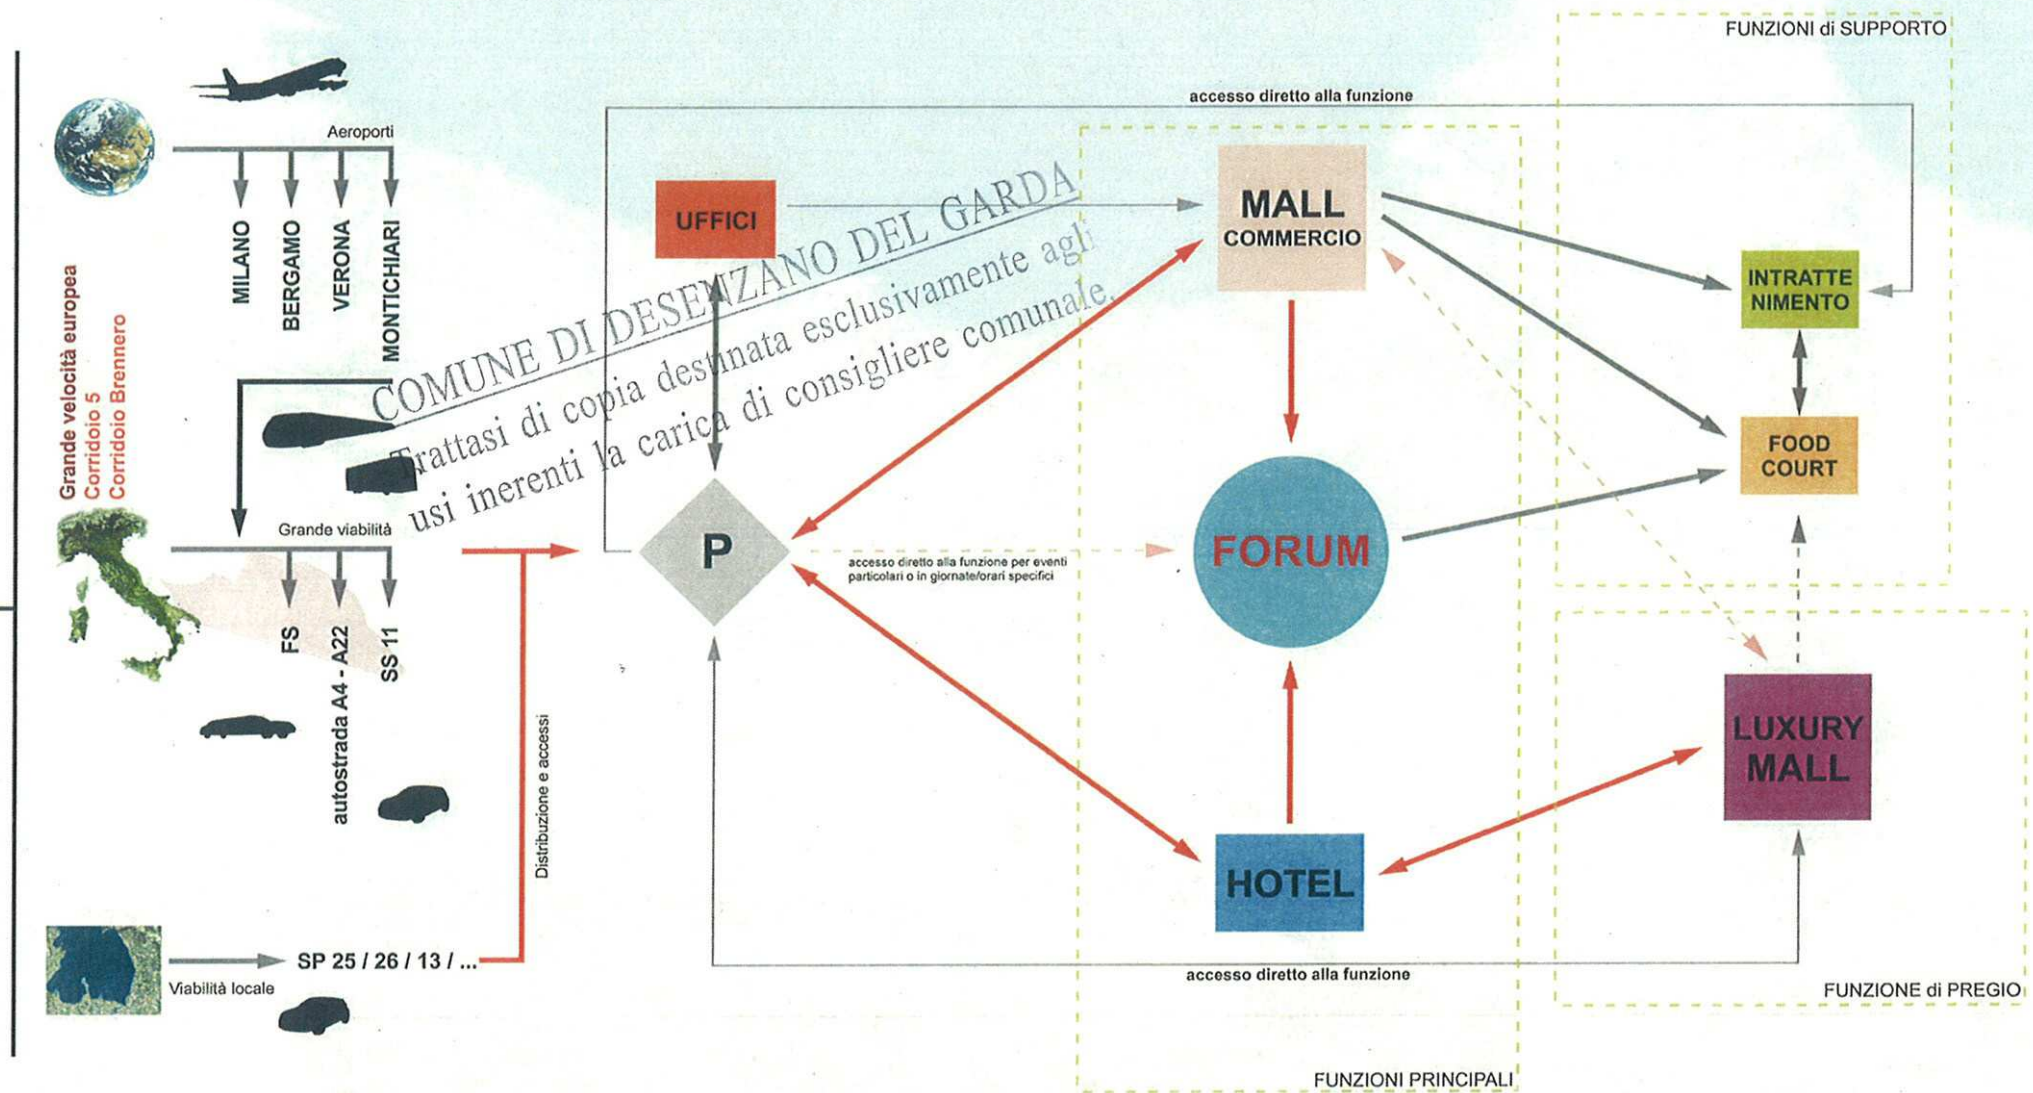 FUNZIONI di SUPPORTO
accesso diretto alla funzione
Aeroporti
MILANO
BERGAMO
VERONA
MONTICHIARI
Grande velocità europea
Corridoio 5
Corridoio Brennero
UFFICI
MALL
COMMERCIO
INTRATTE
NIMENTO
COMUNE DI DESENZANO DEL GARDA
Trattasi di copia destinata esclusivamente agli
usi inerenti la carica di consigliere comunale.
FOOD
COURT
Grande viabilità
FS
autostrada A4 - A22
SS 11
P
accesso diretto alla funzione per eventi
particolari o in giornate/orari specifici
FORUM
Distribuzione e accessi
LUXURY
MALL
HOTEL
SP 25 / 26 / 13 / ...
Viabilità locale
accesso diretto alla funzione
FUNZIONE di PREGIO
FUNZIONI PRINCIPALI